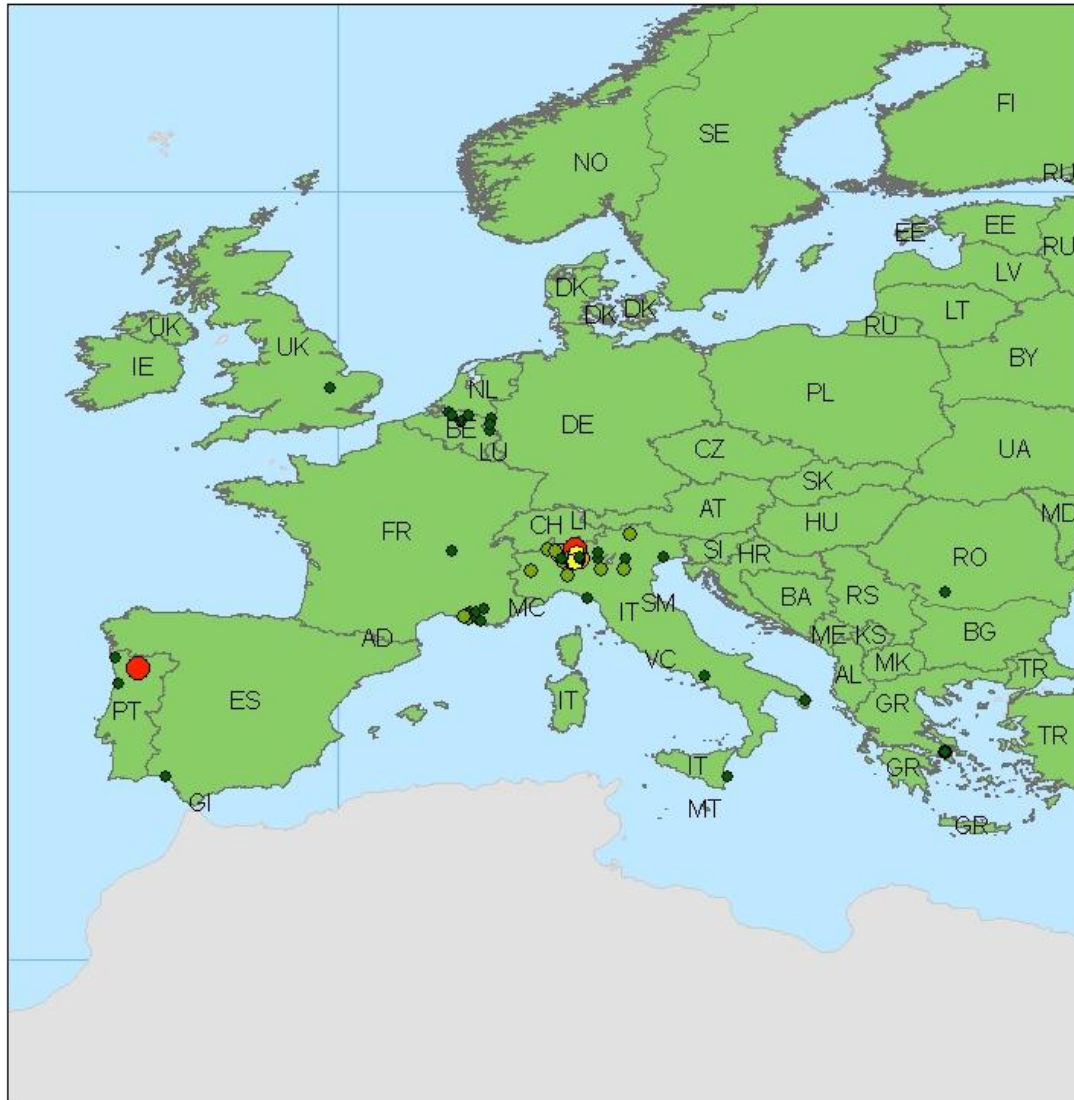 FI
SE
NO
RU
EE
EE
RU
LV
DK
DK
DK
LT
RU
UK
UK
IE
BY
NL
PL
BE
DE
LU
CZ
UA
SK
AT
MD
FR
CH
LI
HU
SI
HR
RO
MC
IT
SM
BA
RS
AD
ME
KS
BG
VC
AL
MK
TR
ES
PT
IT
GR
TR
IT
GR
GI
MT
GR